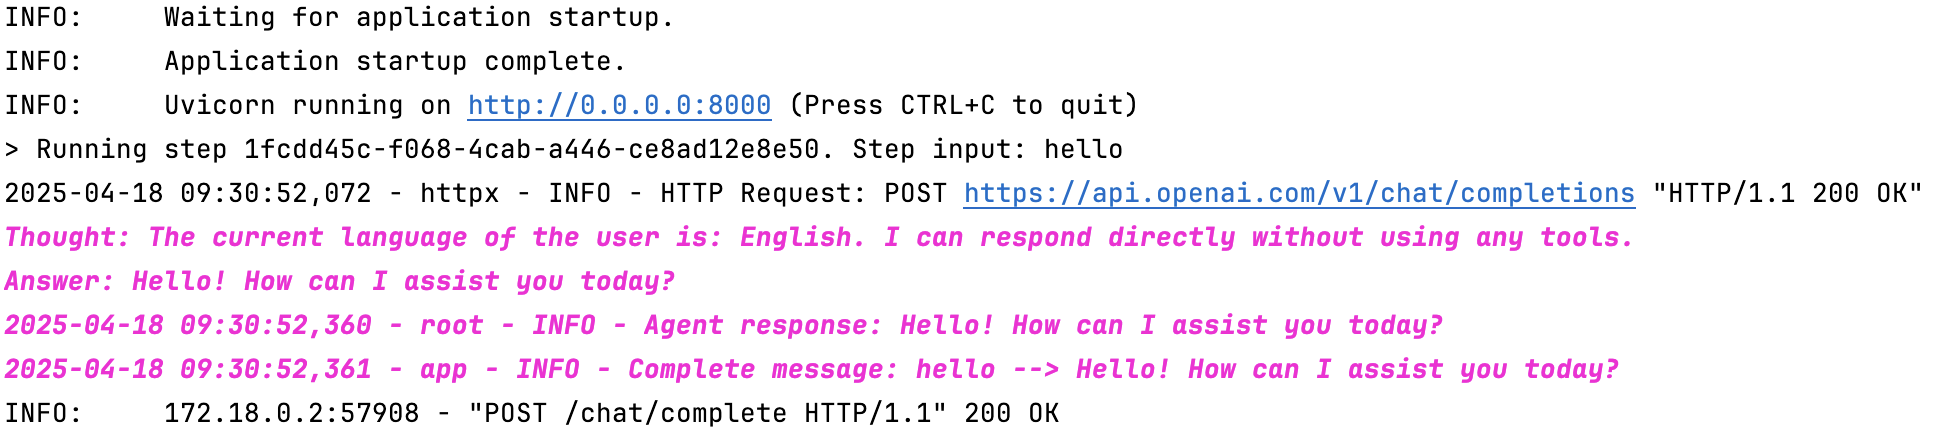 INFO:     Waiting for application startup.
INFO:     Application startup complete.
INFO:     Uvicorn running on http://0.0.0.0:8000 (Press CTRL+C to quit)
> Running step 1fcdd45c-f068-4cab-a446-ce8ad12e8e50. Step input: hello
2025-04-18 09:30:52,072 - httpx - INFO - HTTP Request: POST https://api.openai.com/v1/chat/completions "HTTP/1.1 200 OK"
Thought: The current language of the user is: English. I can respond directly without using any tools.
Answer: Hello! How can I assist you today?
2025-04-18 09:30:52,360 - root - INFO - Agent response: Hello! How can I assist you today?
2025-04-18 09:30:52,361 - app - INFO - Complete message: hello --> Hello! How can I assist you today?
INFO:     172.18.0.2:57908 - "POST /chat/complete HTTP/1.1" 200 OK